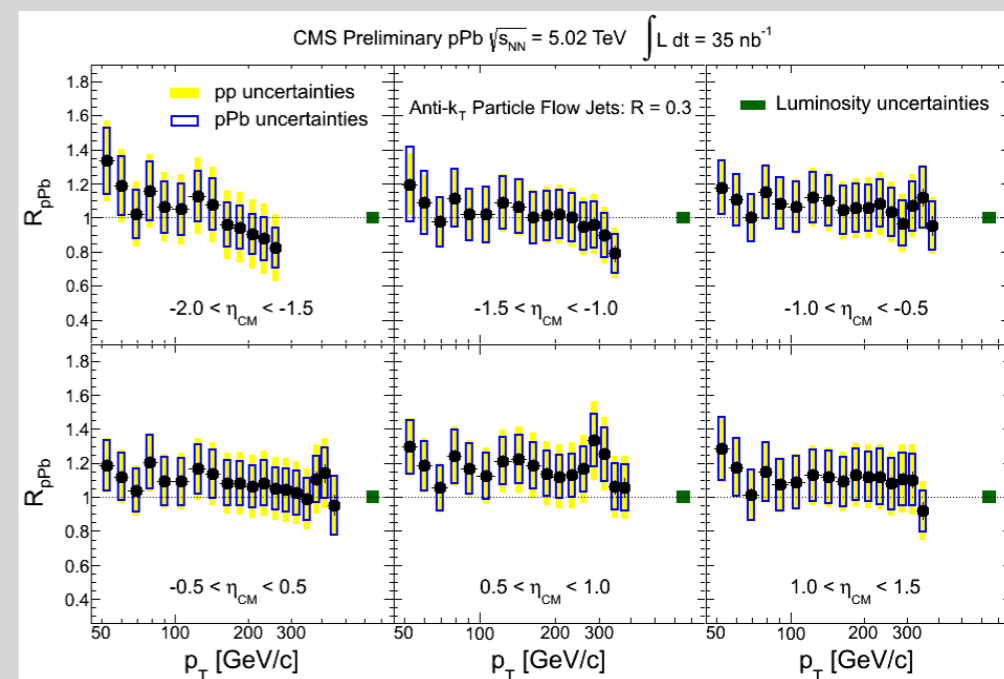 CMS Preliminary pPb √s_NN = 5.02 TeV ∫L dt = 35 nb⁻¹
pp uncertainties
pPb uncertainties
Anti-k_T Particle Flow Jets: R = 0.3
Luminosity uncertainties
R_pPb
1.8
1.6
1.4
1.2
1
0.8
0.6
0.4
-2.0 < η_CM < -1.5
-1.5 < η_CM < -1.0
-1.0 < η_CM < -0.5
R_pPb
1.8
1.6
1.4
1.2
1
0.8
0.6
0.4
-0.5 < η_CM < 0.5
0.5 < η_CM < 1.0
1.0 < η_CM < 1.5
50 100 200 300 50 100 200 300 50 100 200 300
p_T [GeV/c] p_T [GeV/c] p_T [GeV/c]